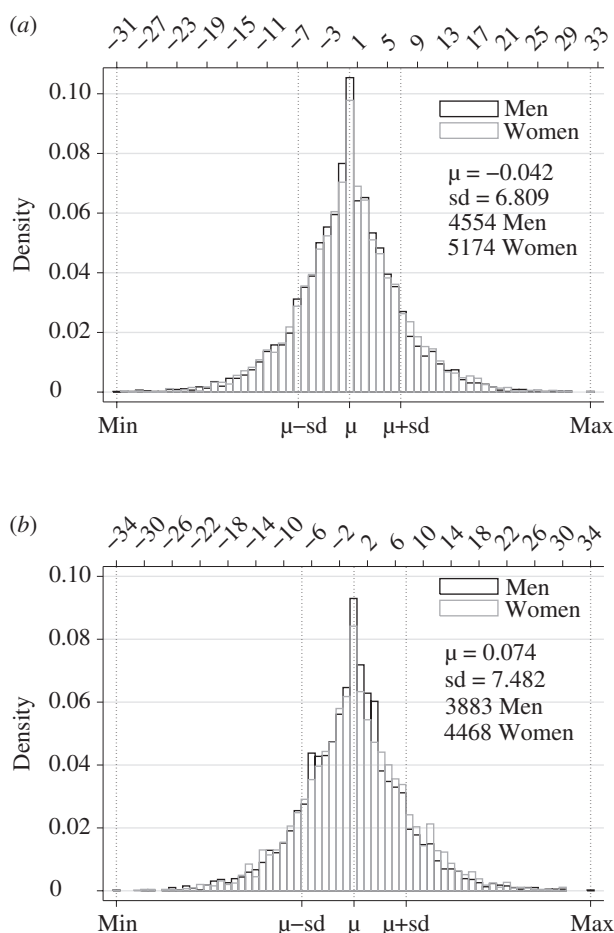 (a)
−31 −27 −23 −19 −15 −11 −7 −3 1 5 9 13 17 21 25 29 33
0.10
0.08
0.06
0.04
0.02
0
Density
Men
Women
μ = −0.042
sd = 6.809
4554 Men
5174 Women
Min μ−sd μ μ+sd Max
(b)
−34 −30 −26 −22 −18 −14 −10 −6 −2 2 6 10 14 18 22 26 30 34
0.10
0.08
0.06
0.04
0.02
0
Density
Men
Women
μ = 0.074
sd = 7.482
3883 Men
4468 Women
Min μ−sd μ μ+sd Max